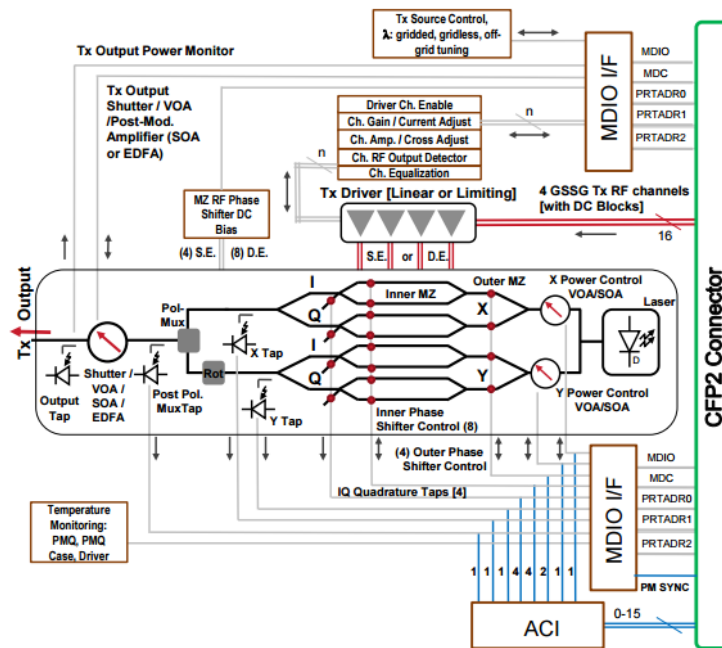 Tx Source Control,
λ: gridded, gridless, off-
grid tuning
Tx Output Power Monitor
Tx Output
Shutter / VOA
/Post-Mod.
Amplifier (SOA
or EDFA)
MDIO I/F
MDIO
MDC
PRTADR0
PRTADR1
PRTADR2
Driver Ch. Enable
Ch. Gain / Current Adjust
Ch. Amp. / Cross Adjust
Ch. RF Output Detector
Ch. Equalization
n
n
MZ RF Phase
Shifter DC
Bias
(4) S.E. (8) D.E.
Tx Driver [Linear or Limiting]
4 GSSG Tx RF channels
[with DC Blocks]
16
S.E. or D.E.
CFP2 Connector
Tx Output
Pol-
Mux
I
Q
I
Q
Inner MZ
Outer MZ
X
Y
X Power Control
VOA/SOA
Laser
D
Y Power Control
VOA/SOA
Rot
X Tap
Y Tap
Output
Tap
Shutter /
VOA /
SOA /
EDFA
Post Pol.
MuxTap
Inner Phase
Shifter Control (8)
(4) Outer Phase
Shifter Control
IQ Quadrature Taps [4]
Temperature
Monitoring:
PMQ, PMQ
Case, Driver
MDIO I/F
MDIO
MDC
PRTADR0
PRTADR1
PRTADR2
PM SYNC
1 1 1 4 4 2 1 1
ACI
0-15